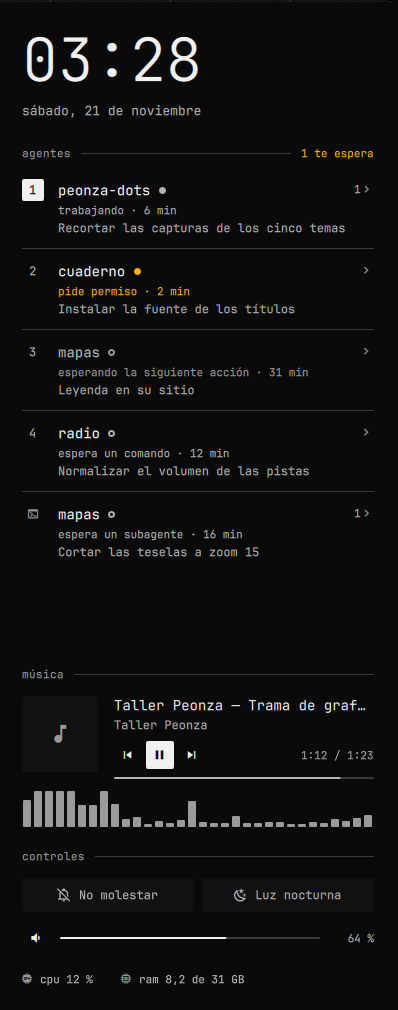 03:28
sábado, 21 de noviembre
agentes 1 te espera
1 peonza-dots 1
trabajando · 6 min
Recortar las capturas de los cinco temas
2 cuaderno
pide permiso · 2 min
Instalar la fuente de los títulos
3 mapas
esperando la siguiente acción · 31 min
Leyenda en su sitio
4 radio
espera un comando · 12 min
Normalizar el volumen de las pistas
mapas 1
espera un subagente · 16 min
Cortar las teselas a zoom 15
música
Taller Peonza — Trama de graf…
Taller Peonza
1:12 / 1:23
controles
No molestar Luz nocturna
64 %
cpu 12 % ram 8,2 de 31 GB